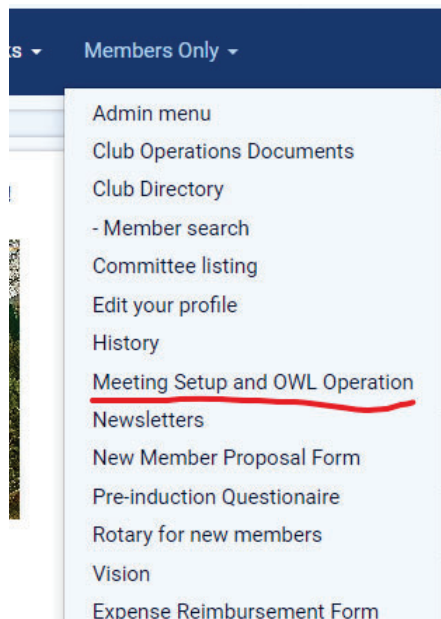 Members Only
Admin menu
Club Operations Documents
Club Directory
- Member search
Committee listing
Edit your profile
History
Meeting Setup and OWL Operation
Newsletters
New Member Proposal Form
Pre-induction Questionaire
Rotary for new members
Vision
Expense Reimbursement Form